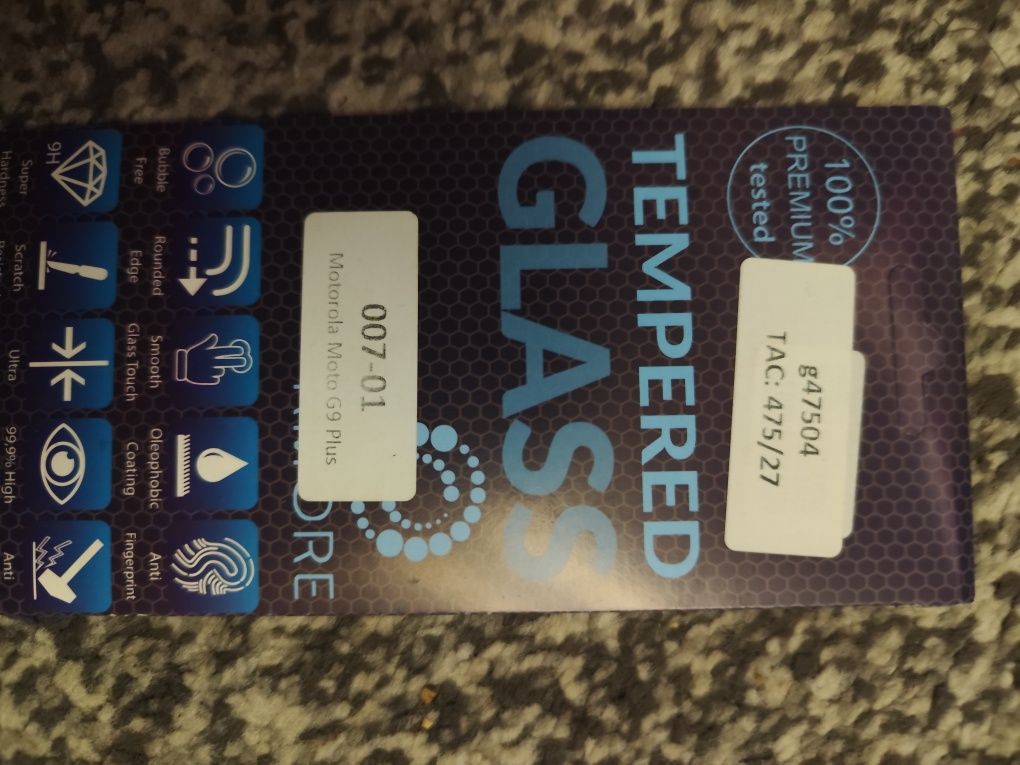 100%
PREMIUM
tested
g47504
TAC: 475/27
TEMPERED
GLASS
007-01
Motorola Moto G9 Plus
Bubble
Free
Rounded
Edge
Smooth
Glass Touch
Oleophobic
Coating
Anti
Fingerprint
9H
Super
Hardness
Scratch
Ultra
99,9% High
Anti